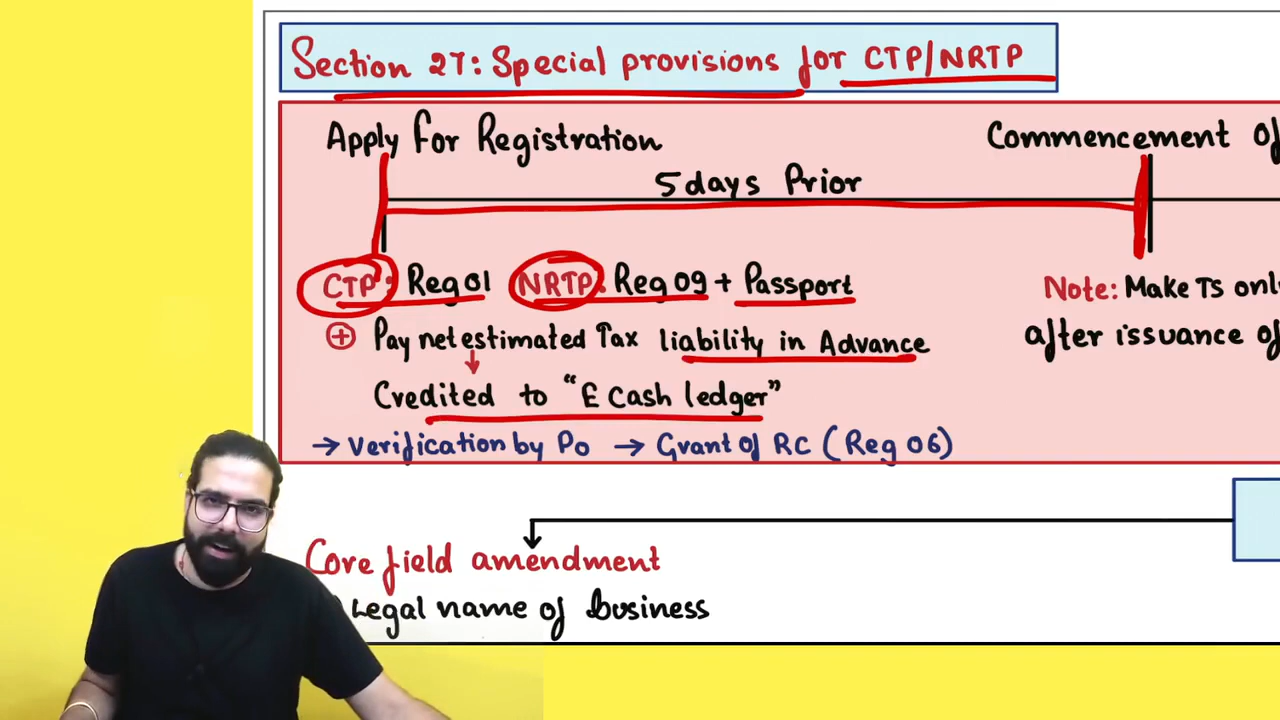 Section 27: Special provisions for CTP/NRTP
Apply for Registration
Commencement of
5 days Prior
CTP: Reg 01 NRTP: Reg 09 + Passport
+ Pay net estimated Tax liability in Advance
Credited to "E Cash ledger"
→ Verification by PO → Grant of RC (Reg 06)
Note: Make TS only
after issuance of
Core field amendment
Legal name of business